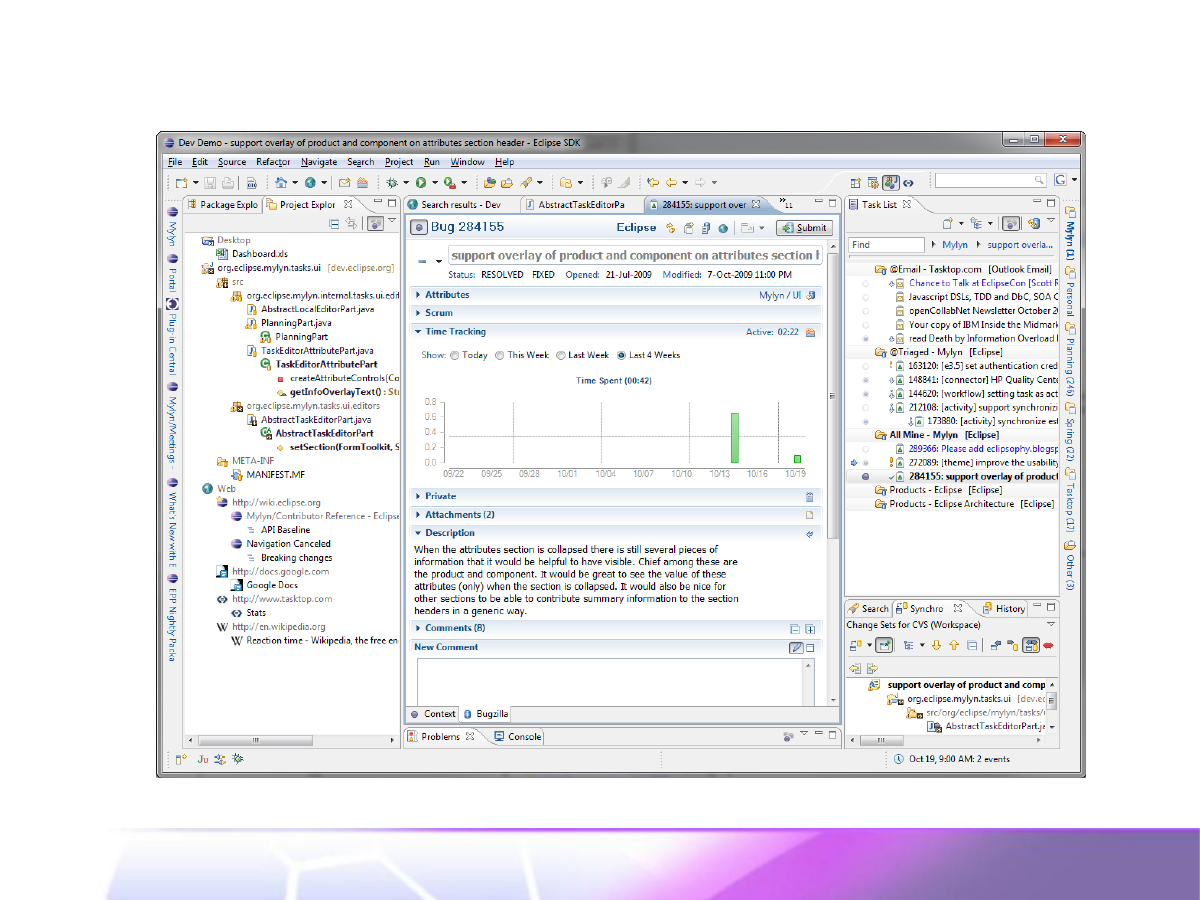 Dev Demo - support overlay of product and component on attributes section header - Eclipse SDK
File Edit Source Refactor Navigate Search Project Run Window Help
Package Explo Project Explor
Desktop
Dashboard.xls
org.eclipse.mylyn.tasks.ui [dev.eclipse.org]
src
org.eclipse.mylyn.internal.tasks.ui.edit
AbstractLocalEditorPart.java
PlanningPart.java
PlanningPart
TaskEditorAttributePart.java
TaskEditorAttributePart
createAttributeControls(Co
getInfoOverlayText() : Str
org.eclipse.mylyn.tasks.ui.editors
AbstractTaskEditorPart.java
AbstractTaskEditorPart
setSection(FormToolkit, S
META-INF
MANIFEST.MF
Web
http://wiki.eclipse.org
Mylyn/Contributor Reference - Eclipse
API Baseline
Navigation Canceled
Breaking changes
http://docs.google.com
Google Docs
http://www.tasktop.com
Stats
http://en.wikipedia.org
Reaction time - Wikipedia, the free en
Mylyn
Portal
Plug-in Central
Mylyn/Meetings -
What's New with E
EPP Nightly Packa
Search results - Dev AbstractTaskEditorPa 284155: support over »11
Bug 284155 Eclipse Submit
support overlay of product and component on attributes section h
Status: RESOLVED FIXED Opened: 21-Jul-2009 Modified: 7-Oct-2009 11:00 PM
Attributes Mylyn / UI
Scrum
Time Tracking Active: 02:22
Show: Today This Week Last Week Last 4 Weeks
Time Spent (00:42)
0.8
0.6
0.4
0.2
0.0
09/22 09/25 09/28 10/01 10/04 10/07 10/10 10/13 10/16 10/19
Private
Attachments (2)
Description
When the attributes section is collapsed there is still several pieces of
information that it would be helpful to have visible. Chief among these are
the product and component. It would be great to see the value of these
attributes (only) when the section is collapsed. It would also be nice for
other sections to be able to contribute summary information to the section
headers in a generic way.
Comments (8)
New Comment
Context Bugzilla
Problems Console
Task List
Find Mylyn support overla...
@Email - Tasktop.com [Outlook Email]
Chance to Talk at EclipseCon [Scott R
Javascript DSLs, TDD and DbC, SOA C
openCollabNet Newsletter October 2
Your copy of IBM Inside the Midmark
read Death by Information Overload
@Triaged - Mylyn [Eclipse]
163120: [e3.5] set authentication cred
148841: [connector] HP Quality Cente
144620: [workflow] setting task as act
212108: [activity] support synchronizi
173880: [activity] synchronize est
All Mine - Mylyn [Eclipse]
289366: Please add eclipsophy.blogsp
272089: [theme] improve the usability
284155: support overlay of product
Products - Eclipse [Eclipse]
Products - Eclipse Architecture [Eclipse]
Mylyn (1)
Personal
Planning (246)
Spring (22)
Tasktop (17)
Other (3)
Search Synchro History
Change Sets for CVS (Workspace)
support overlay of product and comp
org.eclipse.mylyn.tasks.ui [dev.ec
src/org/eclipse/mylyn/tasks/
AbstractTaskEditorPart.ja
Ju
Oct 19, 9:00 AM: 2 events